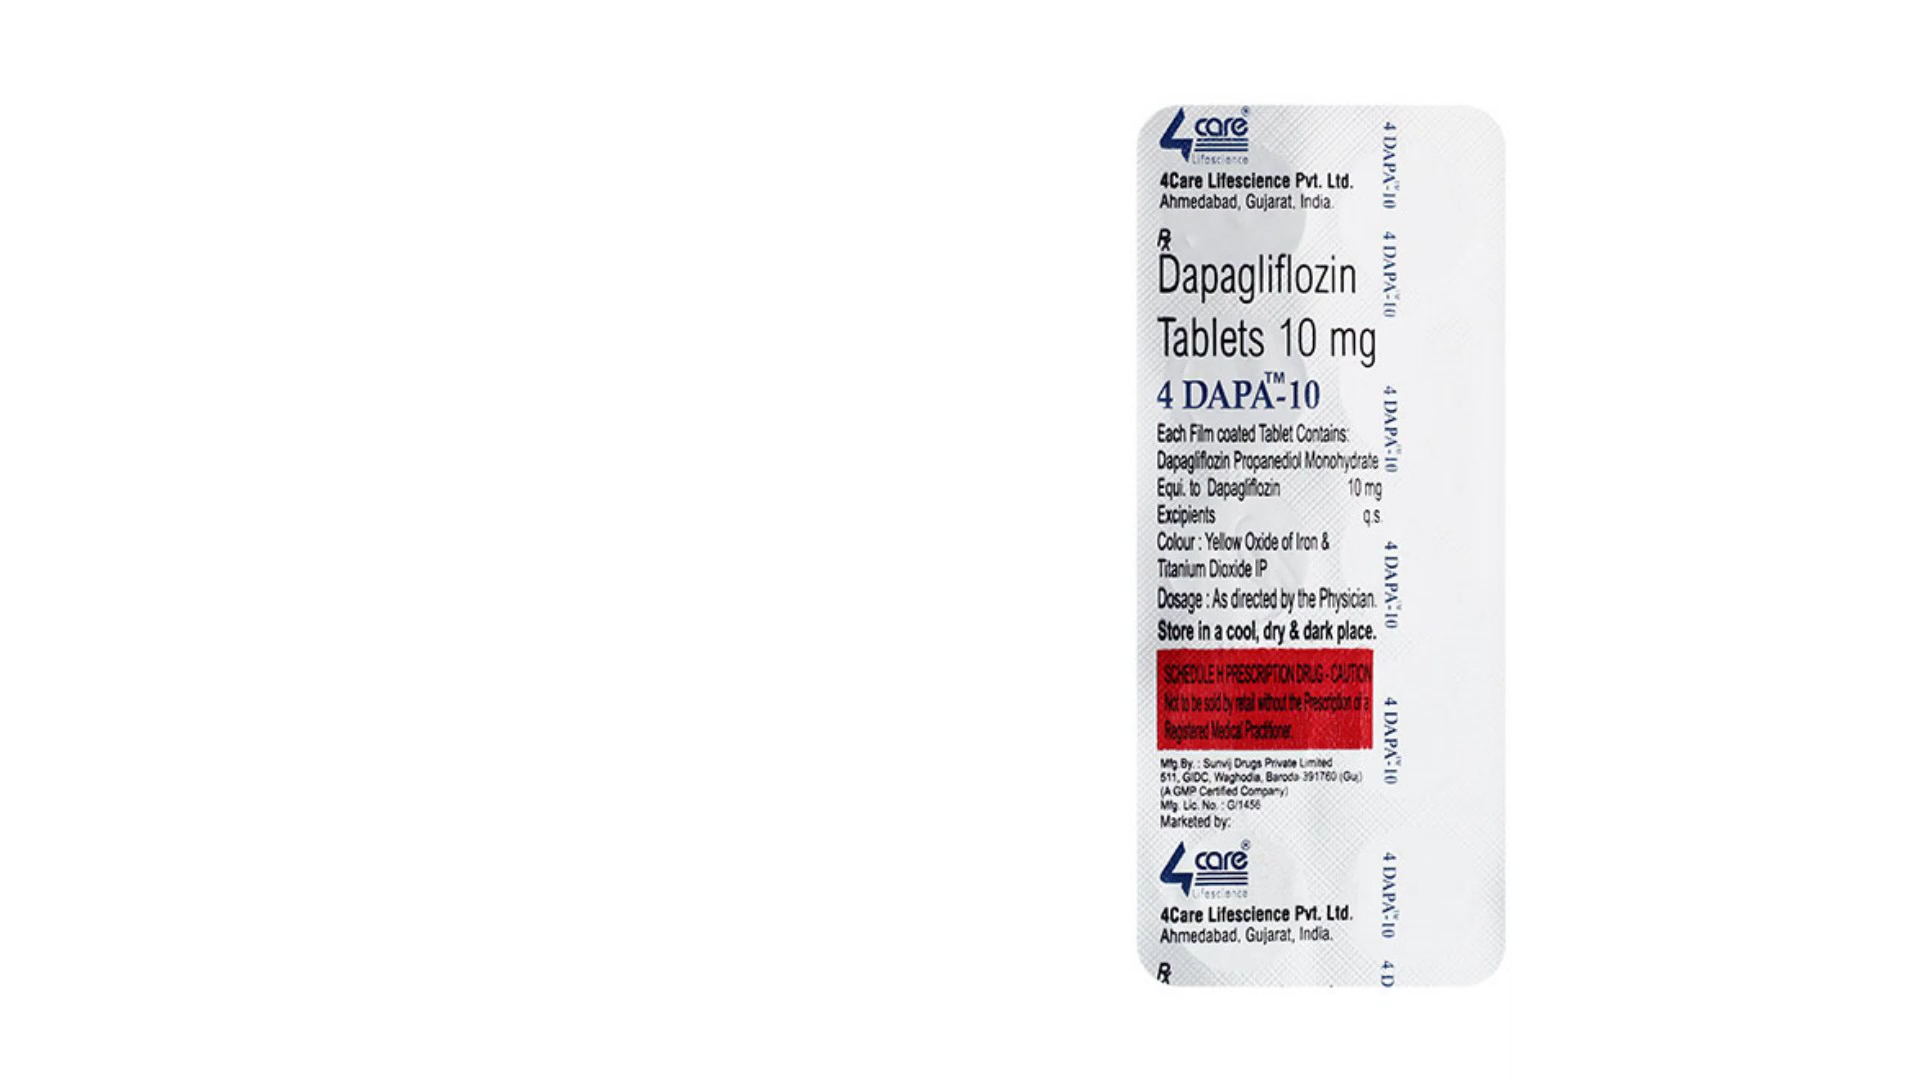 4care®
Lifescience
4Care Lifescience Pvt. Ltd.
Ahmedabad, Gujarat, India.
Rx
Dapagliflozin
Tablets 10 mg
4 DAPA™-10
Each Film coated Tablet Contains:
Dapagliflozin Propanediol Monohydrate
Equi. to Dapagliflozin 10 mg
Excipients q.s.
Colour : Yellow Oxide of Iron &
Titanium Dioxide IP
Dosage : As directed by the Physician.
Store in a cool, dry & dark place.
SCHEDULE H PRESCRIPTION DRUG - CAUTION
Not to be sold by retail without the Prescription of a
Registered Medical Practitioner.
Mfg.By. : Sunvij Drugs Private Limited
511, GIDC, Waghodia, Baroda-391760 (Guj)
(A GMP Certified Company)
Mfg. Lic. No. : G/1456
Marketed by:
4care®
Lifescience
4Care Lifescience Pvt. Ltd.
Ahmedabad, Gujarat, India.
Rx
4 DAPA™-10
4 DAPA™-10
4 DAPA™-10
4 DAPA™-10
4 DAPA™-10
4 DAPA™-10
4 D